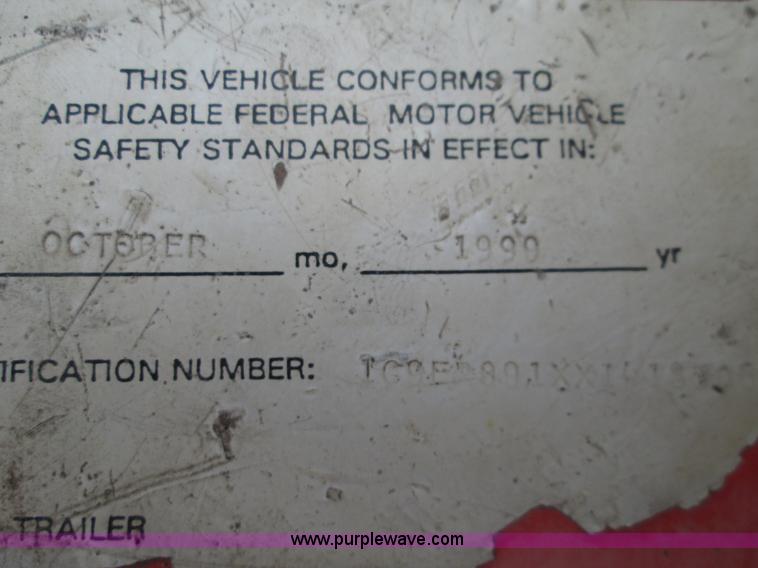 THIS VEHICLE CONFORMS TO
APPLICABLE FEDERAL MOTOR VEHICLE
SAFETY STANDARDS IN EFFECT IN:
OCTOBER mo, 1999 yr
IFICATION NUMBER:
TRAILER
www.purplewave.com